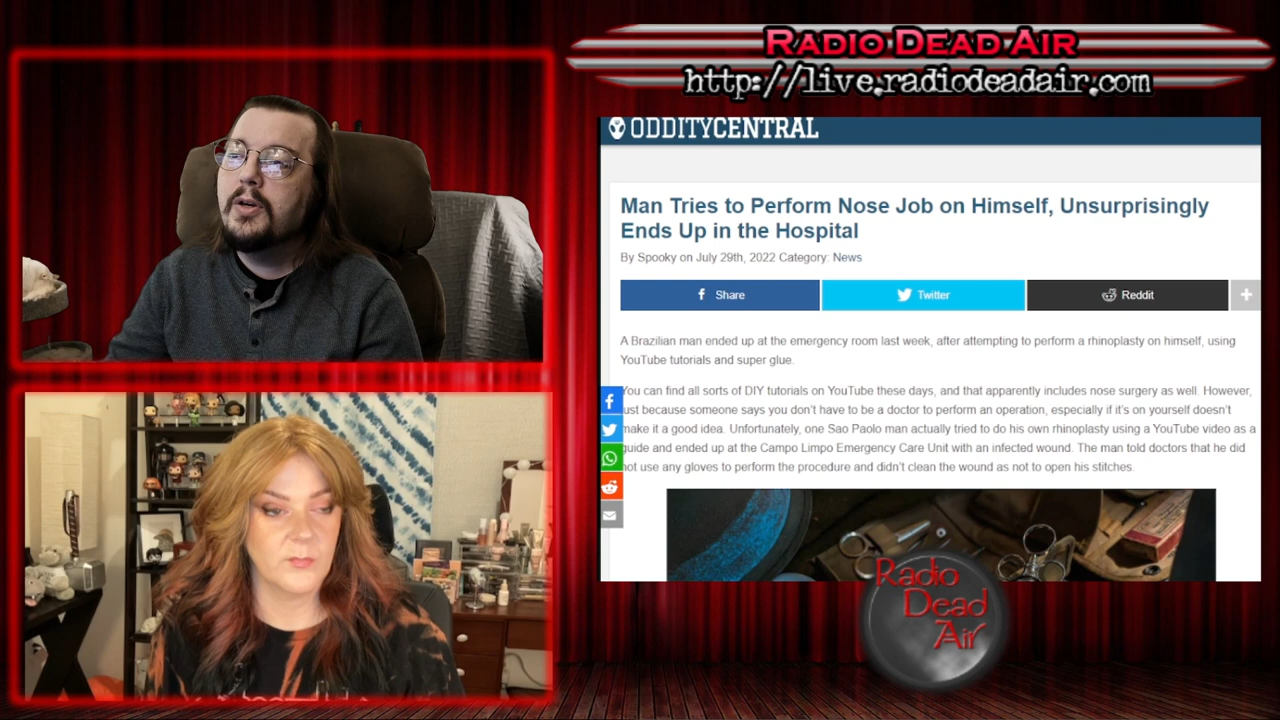 Radio Dead Air
http://live.radiodeadair.com
ODDITYCENTRAL
Man Tries to Perform Nose Job on Himself, Unsurprisingly
Ends Up in the Hospital
By Spooky on July 29th, 2022 Category: News
Share
Twitter
Reddit
A Brazilian man ended up at the emergency room last week, after attempting to perform a rhinoplasty on himself, using
YouTube tutorials and super glue.
You can find all sorts of DIY tutorials on YouTube these days, and that apparently includes nose surgery as well. However,
just because someone says you don't have to be a doctor to perform an operation, especially if it's on yourself doesn't
make it a good idea. Unfortunately, one Sao Paolo man actually tried to do his own rhinoplasty using a YouTube video as a
guide and ended up at the Campo Limpo Emergency Care Unit with an infected wound. The man told doctors that he did
not use any gloves to perform the procedure and didn't clean the wound as not to open his stitches.
Radio
Dead
Air